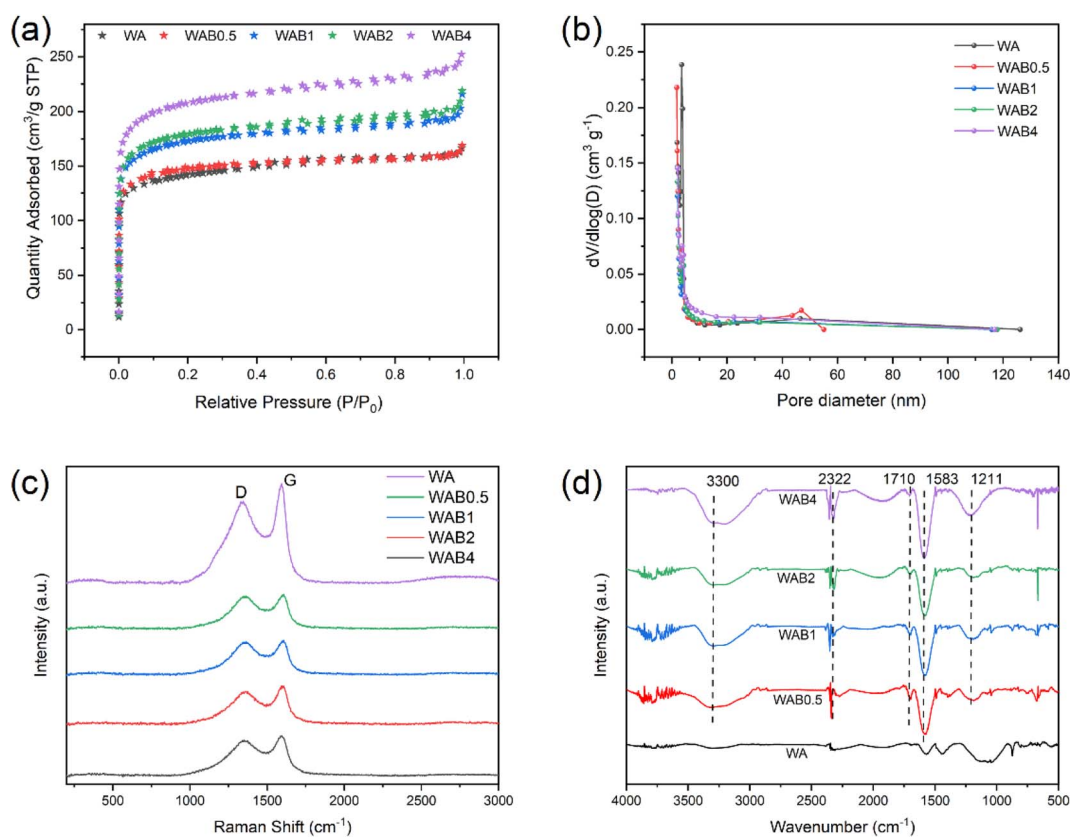 (a)
WA WAB0.5 WAB1 WAB2 WAB4
250
200
150
100
50
0
Quantity Adsorbed (cm³/g STP)
0.0 0.2 0.4 0.6 0.8 1.0
Relative Pressure (P/P₀)
(b)
WA
WAB0.5
WAB1
WAB2
WAB4
0.25
0.20
0.15
0.10
0.05
0.00
dV/dlog(D) (cm³ g⁻¹)
0 20 40 60 80 100 120 140
Pore diameter (nm)
(c)
D
G
WA
WAB0.5
WAB1
WAB2
WAB4
Intensity (a.u.)
500 1000 1500 2000 2500 3000
Raman Shift (cm⁻¹)
(d)
3300 2322 1710 1583 1211
WAB4
WAB2
WAB1
WAB0.5
WA
Intensity (a.u.)
4000 3500 3000 2500 2000 1500 1000 500
Wavenumber (cm⁻¹)